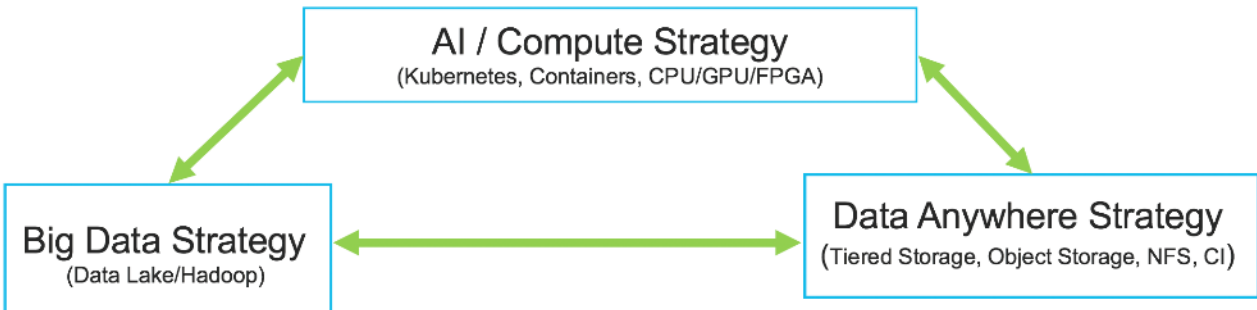 AI / Compute Strategy
(Kubernetes, Containers, CPU/GPU/FPGA)
Big Data Strategy
(Data Lake/Hadoop)
Data Anywhere Strategy
(Tiered Storage, Object Storage, NFS, CI)